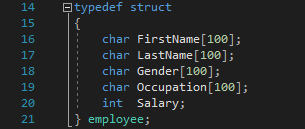 14 typedef struct
15 {
16 char FirstName[100];
17 char LastName[100];
18 char Gender[100];
19 char Occupation[100];
20 int  Salary;
21 } employee;